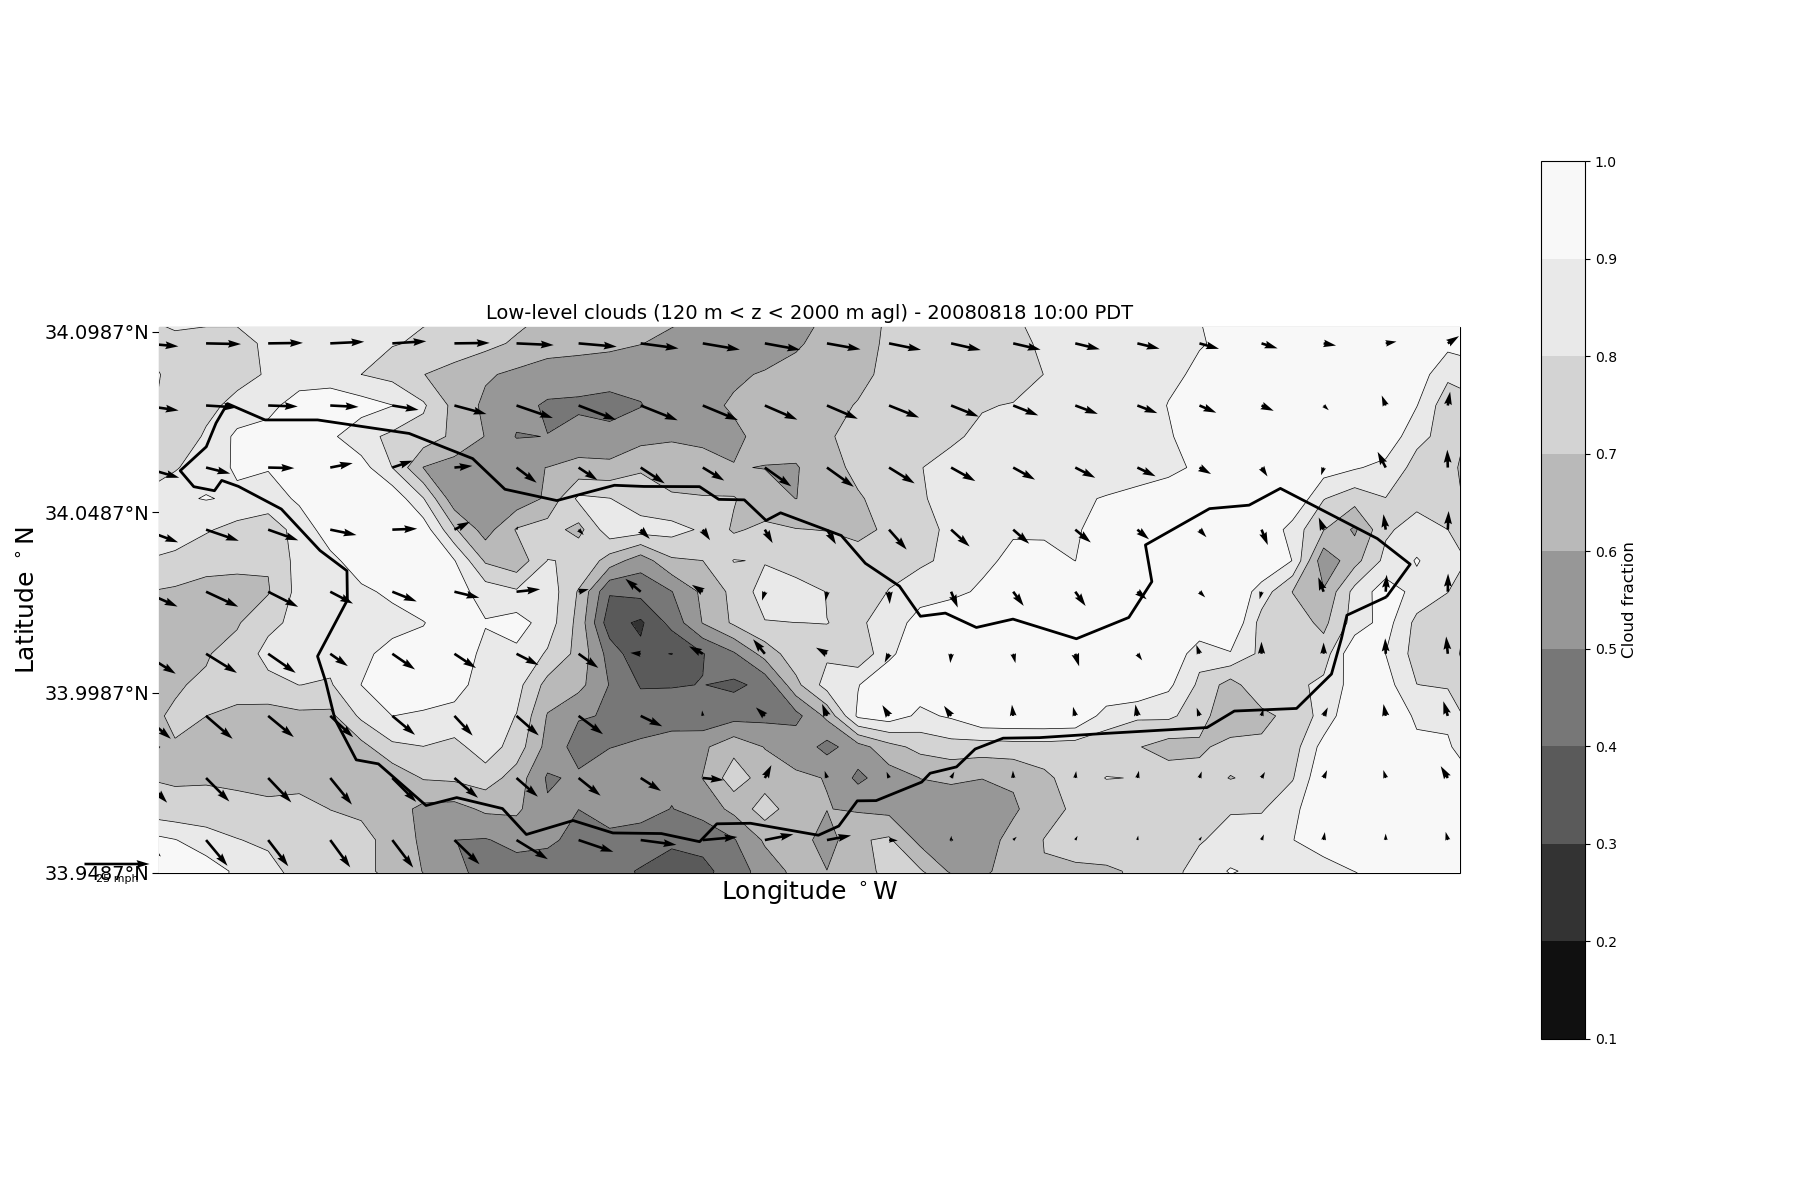 Low-level clouds (120 m < z < 2000 m agl) - 20080818 10:00 PDT
34.0987°N
34.0487°N
33.9987°N
33.9487°N
Latitude °N
25 mph
Longitude °W
1.0
0.9
0.8
0.7
0.6
0.5
0.4
0.3
0.2
0.1
Cloud fraction